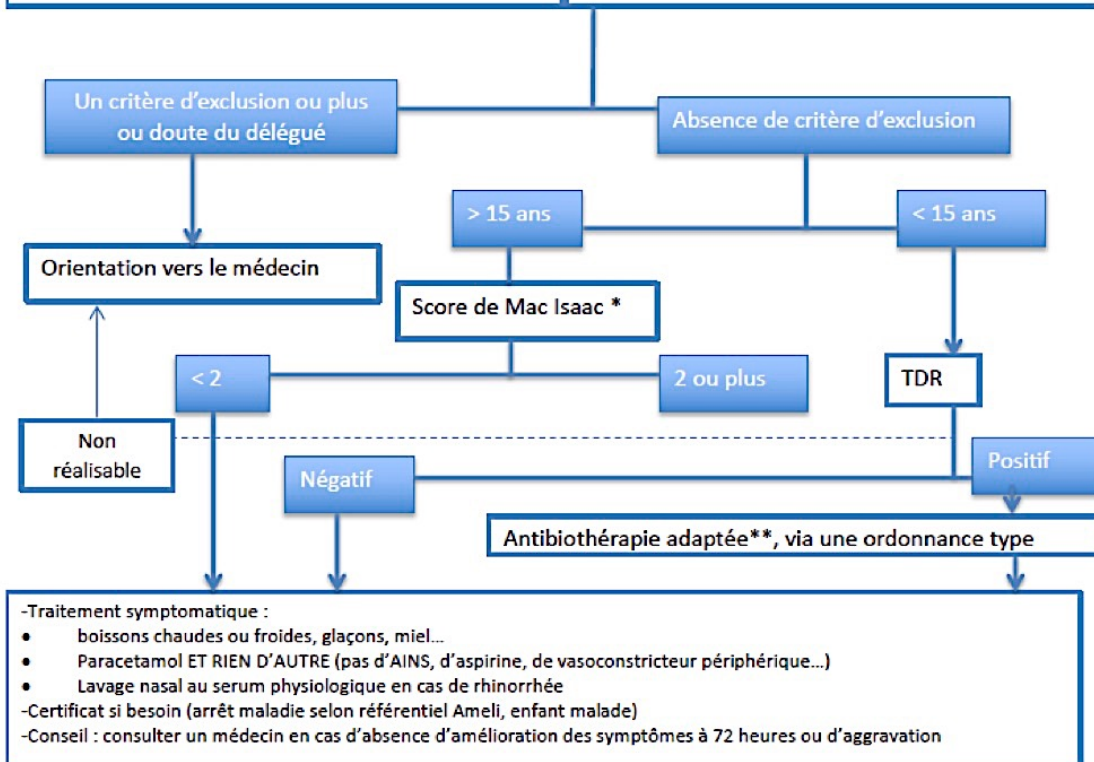 Un critère d'exclusion ou plus
ou doute du délégué
Absence de critère d'exclusion
> 15 ans
< 15 ans
Orientation vers le médecin
Score de Mac Isaac *
< 2
2 ou plus
TDR
Non
réalisable
Négatif
Positif
Antibiothérapie adaptée**, via une ordonnance type
-Traitement symptomatique :
• boissons chaudes ou froides, glaçons, miel...
• Paracetamol ET RIEN D'AUTRE (pas d'AINS, d'aspirine, de vasoconstricteur périphérique...)
• Lavage nasal au serum physiologique en cas de rhinorrhée
-Certificat si besoin (arrêt maladie selon référentiel Ameli, enfant malade)
-Conseil : consulter un médecin en cas d'absence d'amélioration des symptômes à 72 heures ou d'aggravation